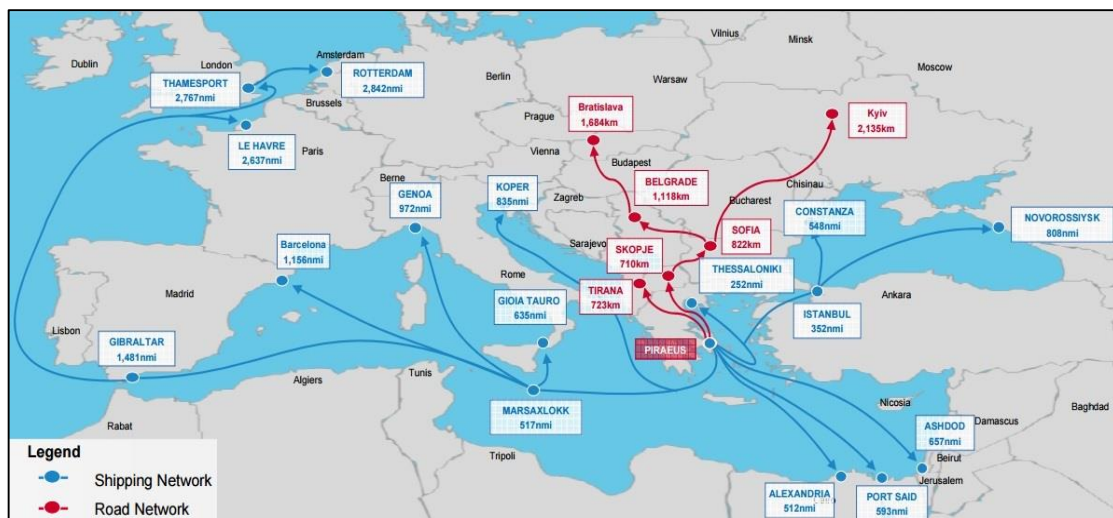 Dublin
London
THAMESPORT
2,767nmi
Amsterdam
ROTTERDAM
2,842nmi
Brussels
LE HAVRE
2,637nmi
Paris
Berlin
Vilnius
Minsk
Moscow
Warsaw
Prague
Bratislava
1,684km
Kyiv
2,135km
Vienna
Budapest
Berne
GENOA
972nmi
KOPER
835nmi
Zagreb
BELGRADE
1,118km
Chisinau
Bucharest
CONSTANZA
548nmi
NOVOROSSIYSK
808nmi
Barcelona
1,156nmi
Sarajevo
SKOPJE
710km
SOFIA
822km
THESSALONIKI
252nmi
Madrid
Rome
GIOIA TAURO
635nmi
TIRANA
723km
Ankara
ISTANBUL
352nmi
Lisbon
GIBRALTAR
1,481nmi
PIRAEUS
Algiers
Tunis
Nicosia
Rabat
MARSAXLOKK
517nmi
ASHDOD
657nmi
Damascus
Baghdad
Beirut
Jerusalem
Tripoli
ALEXANDRIA
512nmi
PORT SAID
593nmi
Legend
Shipping Network
Road Network